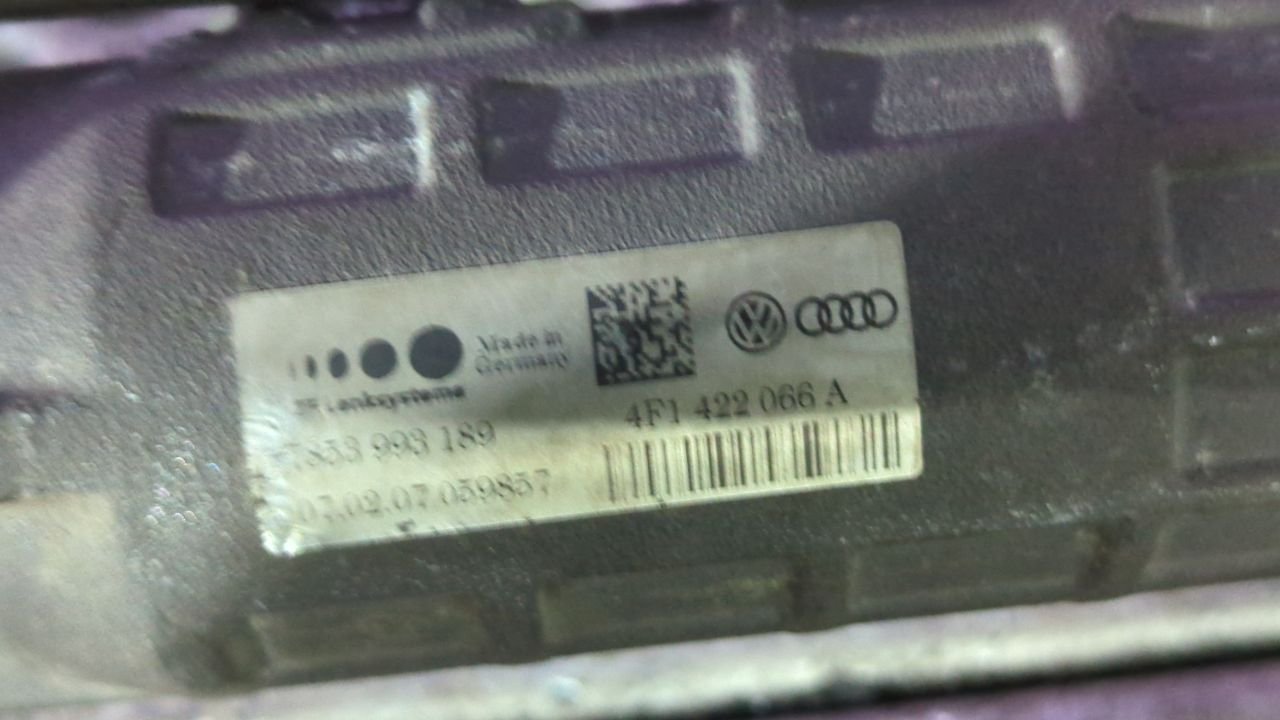 Made in
Germany
ZF Lenksysteme
4F1 422 066 A
7853 993 189
07.02.07 059857